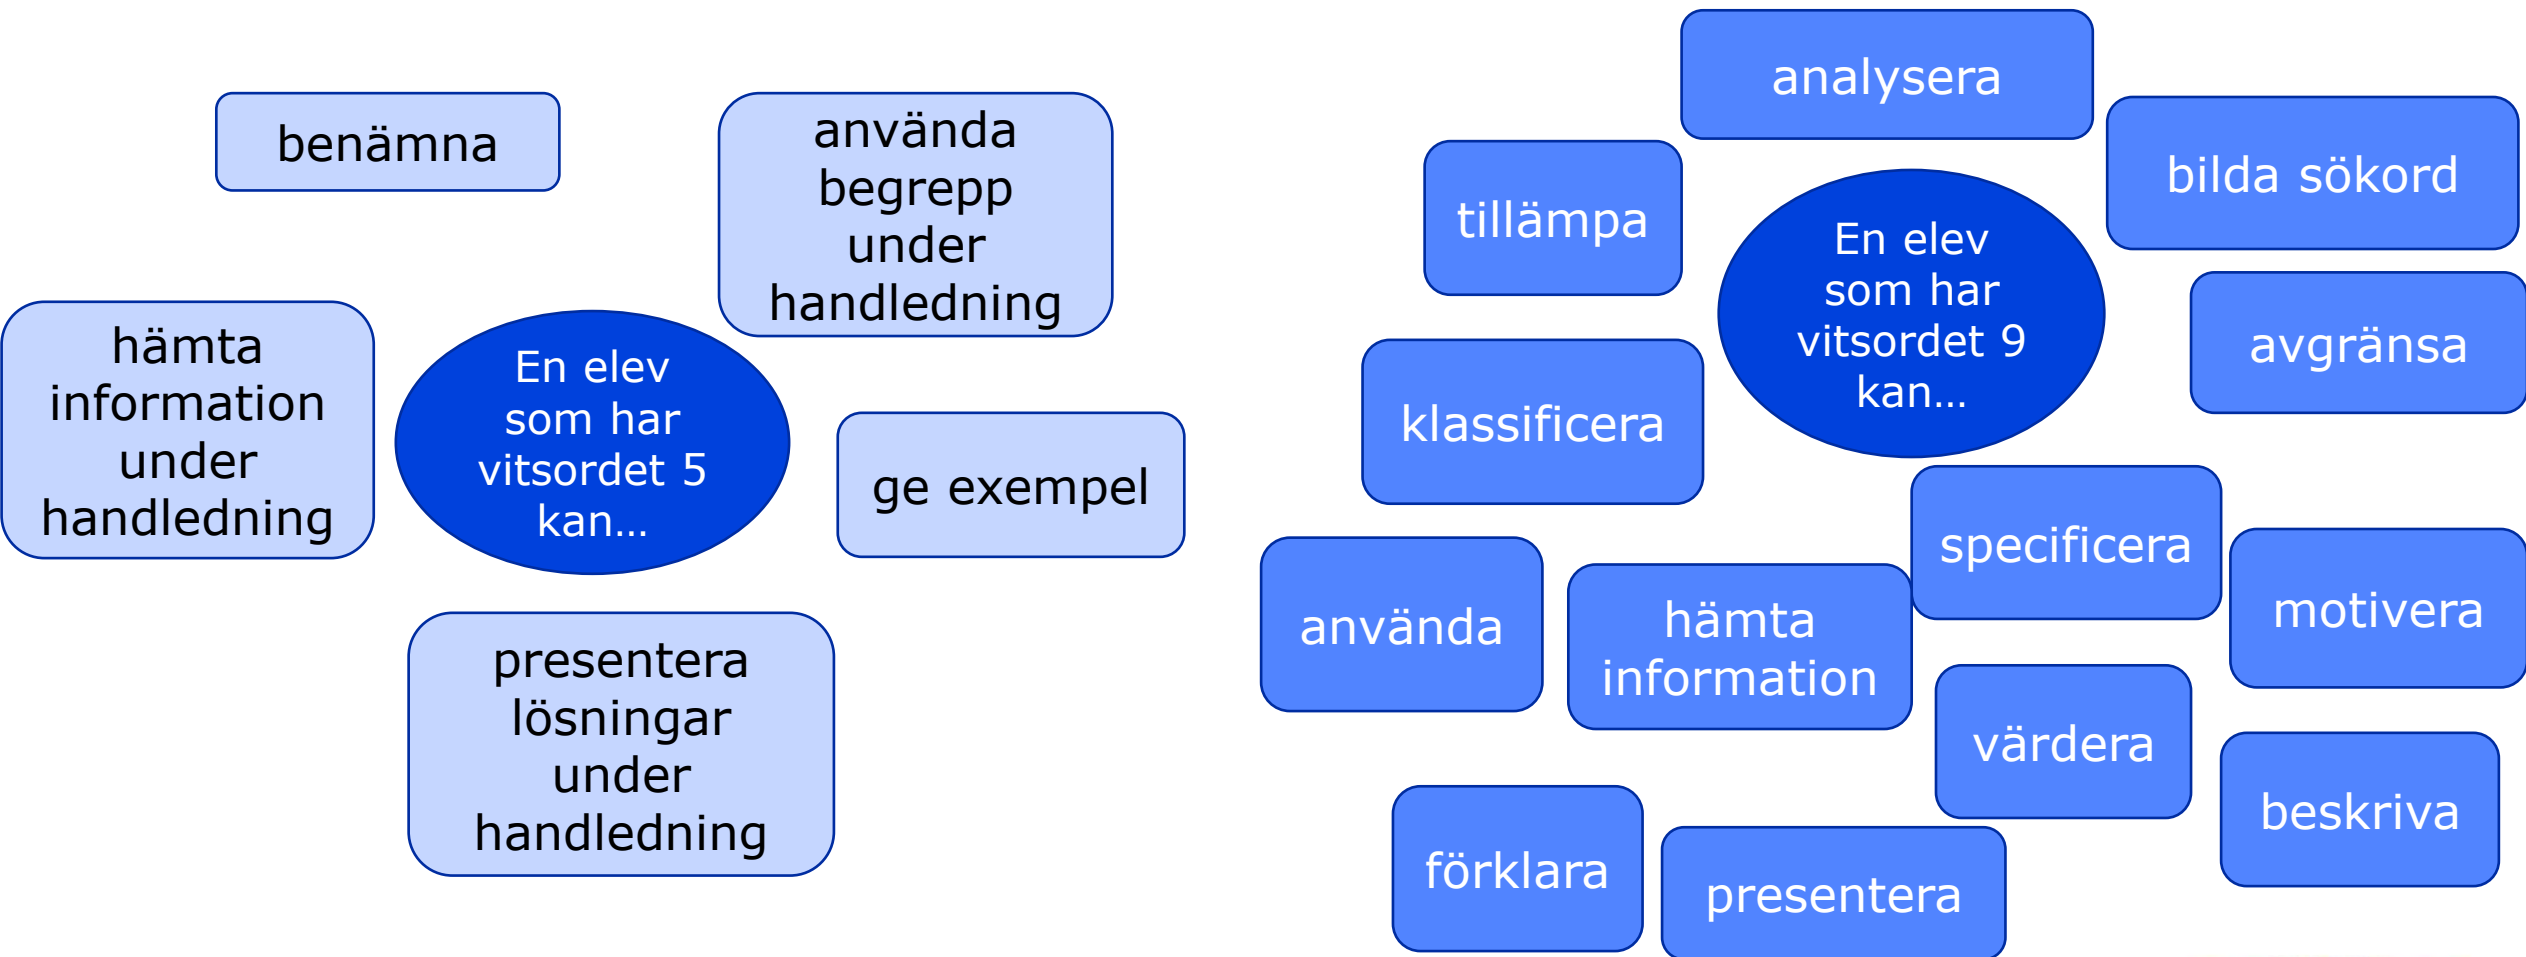 benämna
använda
begrepp
under
handledning
hämta
information
under
handledning
En elev
som har
vitsordet 5
kan…
ge exempel
presentera
lösningar
under
handledning
analysera
bilda sökord
tillämpa
En elev
som har
vitsordet 9
kan…
avgränsa
klassificera
specificera
använda
hämta
information
motivera
värdera
beskriva
förklara
presentera